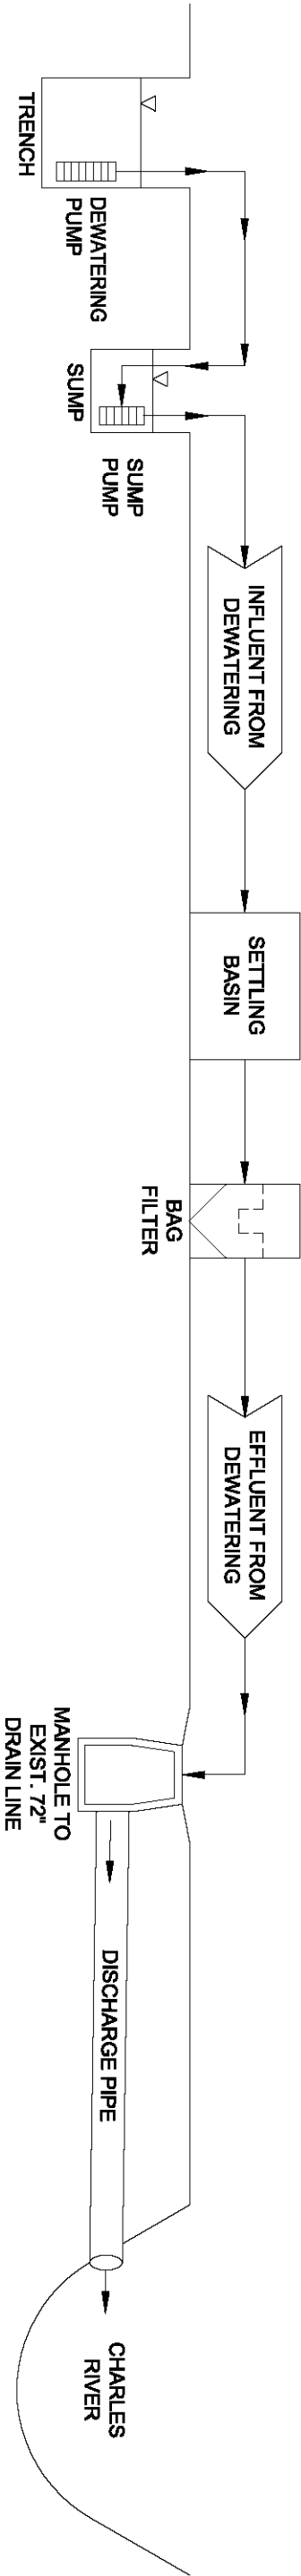 TRENCH
DEWATERING
PUMP
SUMP
SUMP
PUMP
INFLUENT FROM
DEWATERING
SETTLING
BASIN
BAG
FILTER
EFFLUENT FROM
DEWATERING
MANHOLE TO
EXIST. 72"
DRAIN LINE
DISCHARGE PIPE
CHARLES
RIVER